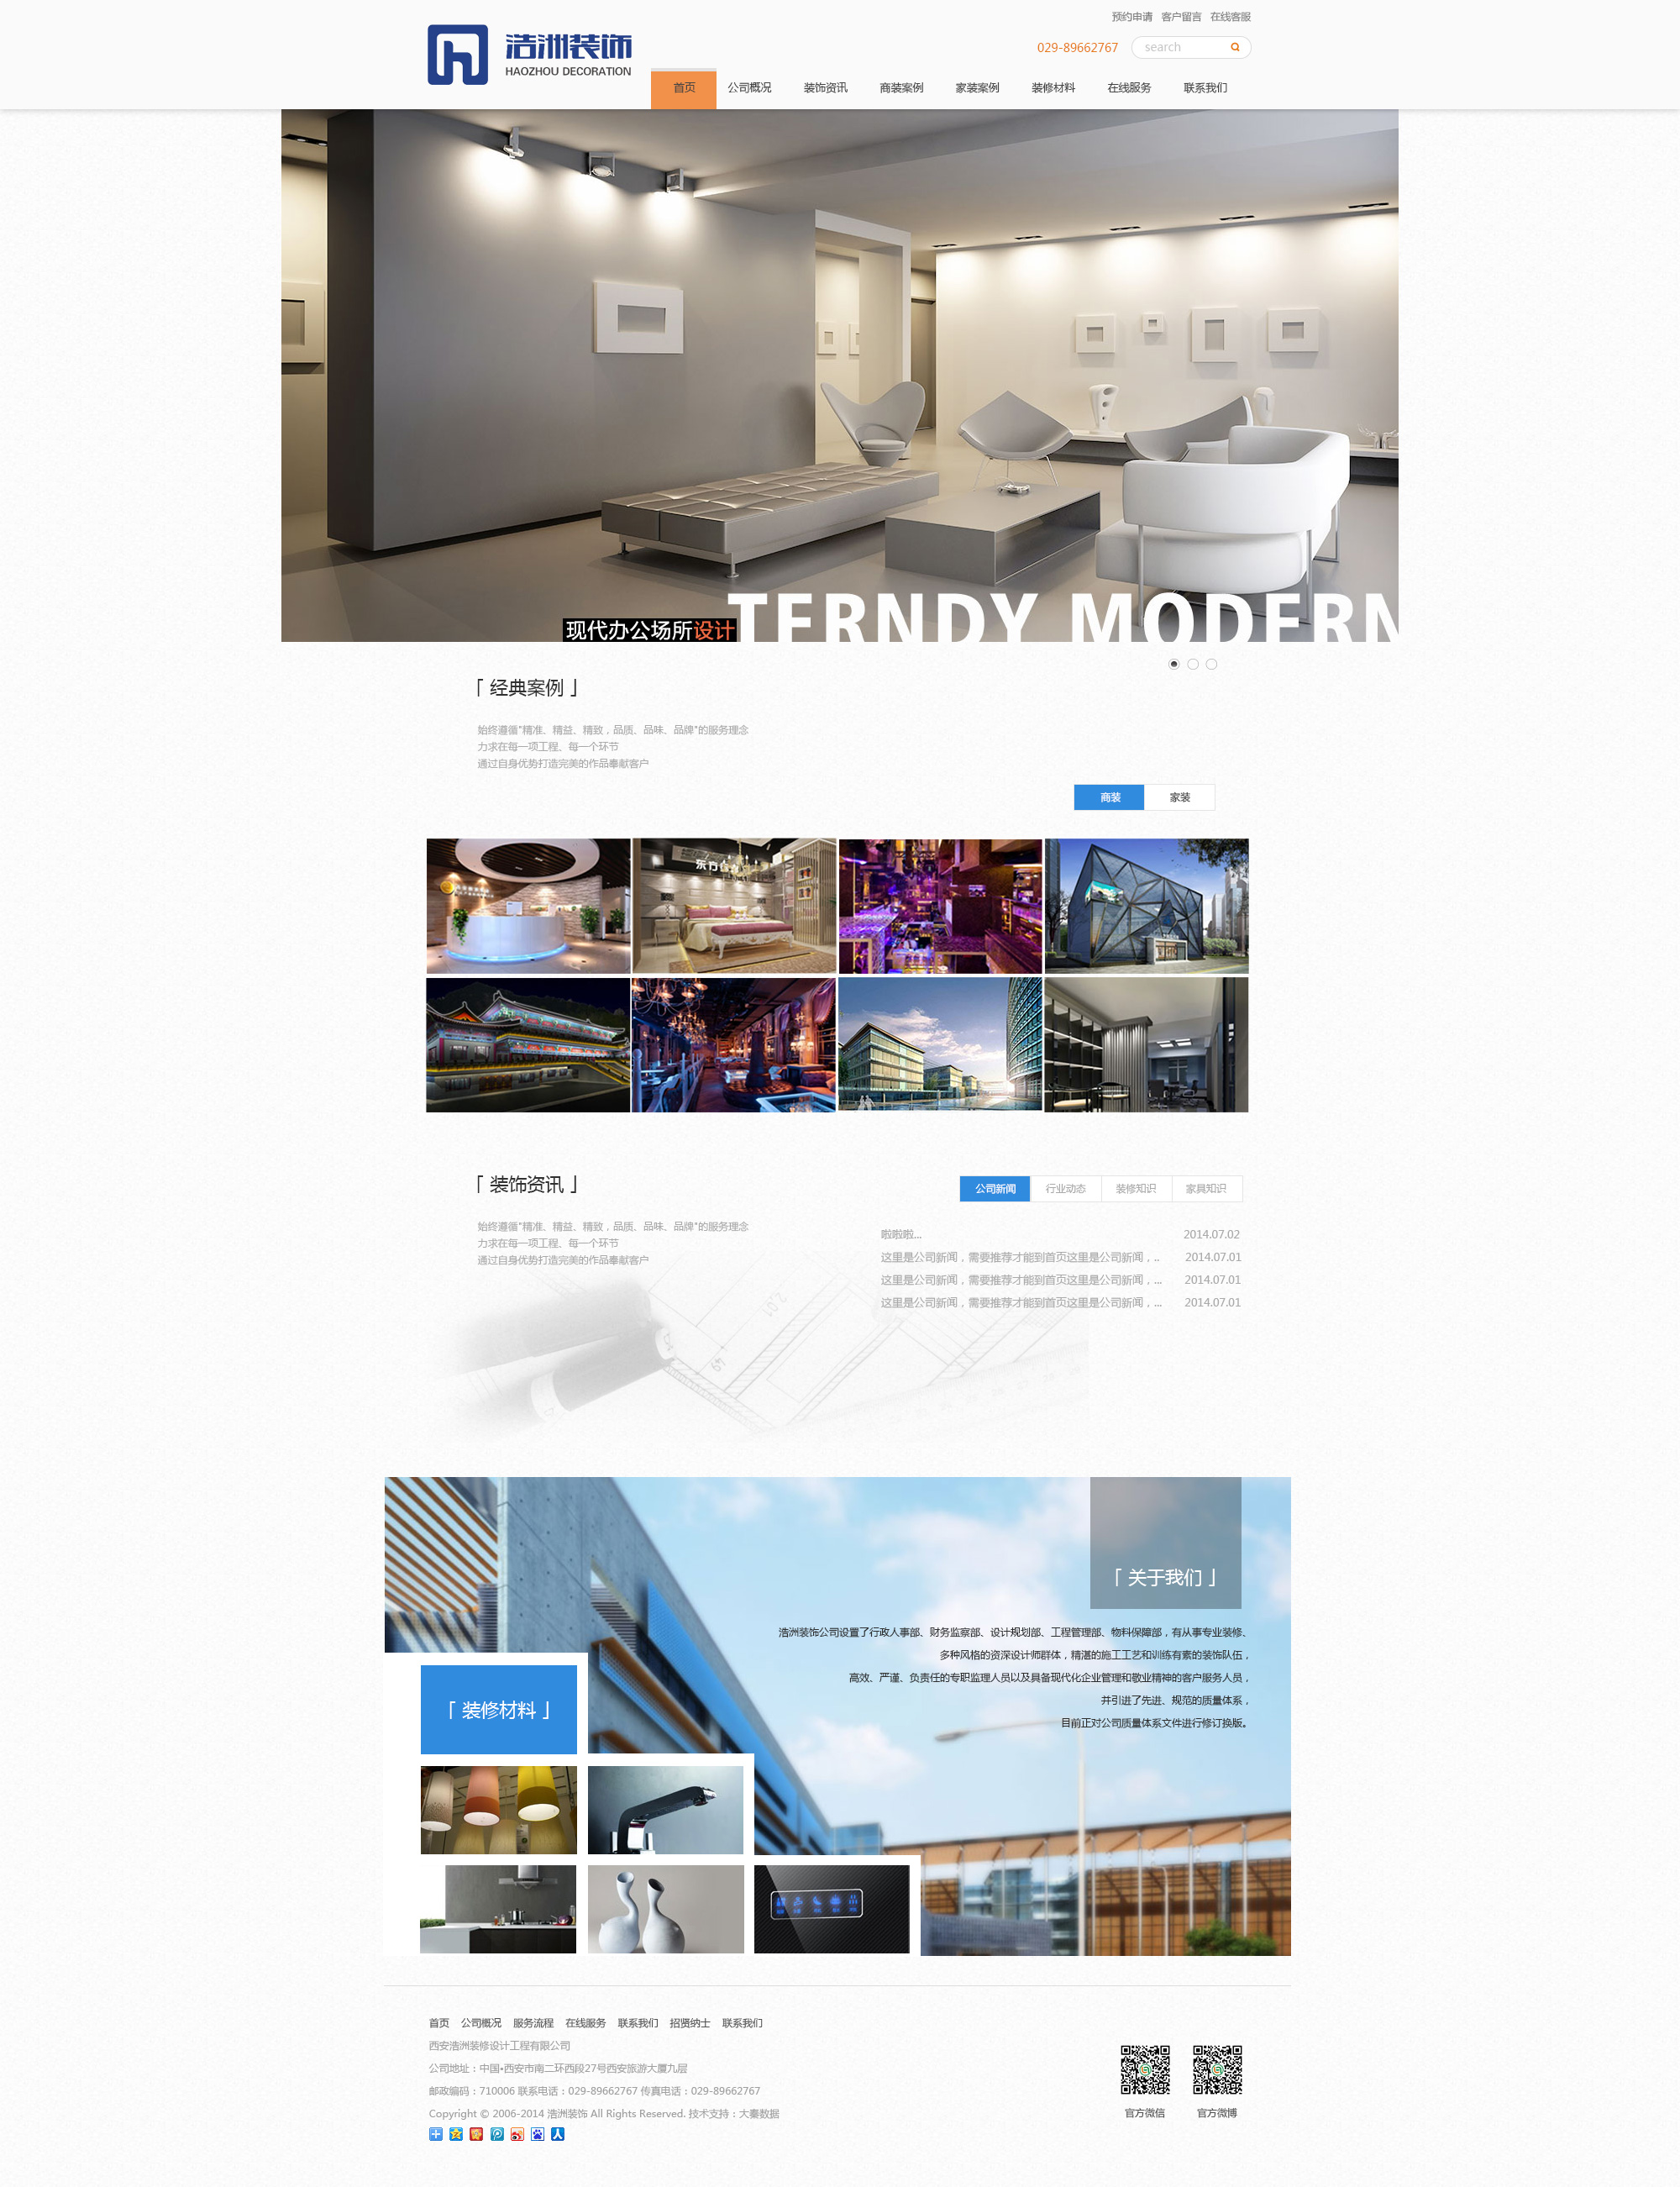 预约申请 客户留言 在线客服
浩洲装饰
HAOZHOU DECORATION
029-89662767
search
首页 公司概况 装饰资讯 商装案例 家装案例 装修材料 在线服务 联系我们
TERNDY MODERN
现代办公场所设计
「 经典案例 」
始终遵循"精准、精益、精致，品质、品味、品牌"的服务理念
力求在每一项工程、每一个环节
通过自身优势打造完美的作品奉献客户
商装 家装
「 装饰资讯 」
公司新闻 行业动态 装修知识 家具知识
始终遵循"精准、精益、精致，品质、品味、品牌"的服务理念
力求在每一项工程、每一个环节
通过自身优势打造完美的作品奉献客户
啦啦啦... 2014.07.02
这里是公司新闻，需要推荐才能到首页这里是公司新闻，.. 2014.07.01
这里是公司新闻，需要推荐才能到首页这里是公司新闻，... 2014.07.01
这里是公司新闻，需要推荐才能到首页这里是公司新闻，... 2014.07.01
「 关于我们 」
浩洲装饰公司设置了行政人事部、财务监察部、设计规划部、工程管理部、物料保障部，有从事专业装修、
多种风格的资深设计师群体，精湛的施工工艺和训练有素的装饰队伍，
高效、严谨、负责任的专职监理人员以及具备现代化企业管理和敬业精神的客户服务人员，
并引进了先进、规范的质量体系，
目前正对公司质量体系文件进行修订换版。
「 装修材料 」
首页 公司概况 服务流程 在线服务 联系我们 招贤纳士 联系我们
西安浩洲装修设计工程有限公司
公司地址：中国•西安市南二环西段27号西安旅游大厦九层
邮政编码：710006 联系电话：029-89662767 传真电话：029-89662767
Copyright © 2006-2014 浩洲装饰 All Rights Reserved. 技术支持：大秦数据
官方微信 官方微博